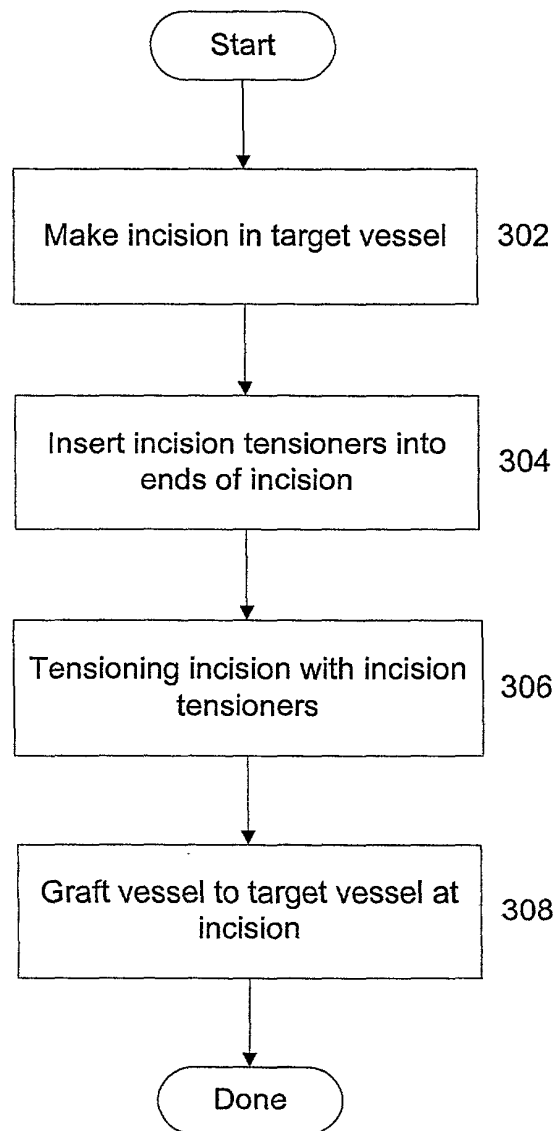 Start
Make incision in target vessel
302
Insert incision tensioners into
ends of incision
304
Tensioning incision with incision
tensioners
306
Graft vessel to target vessel at
incision
308
Done